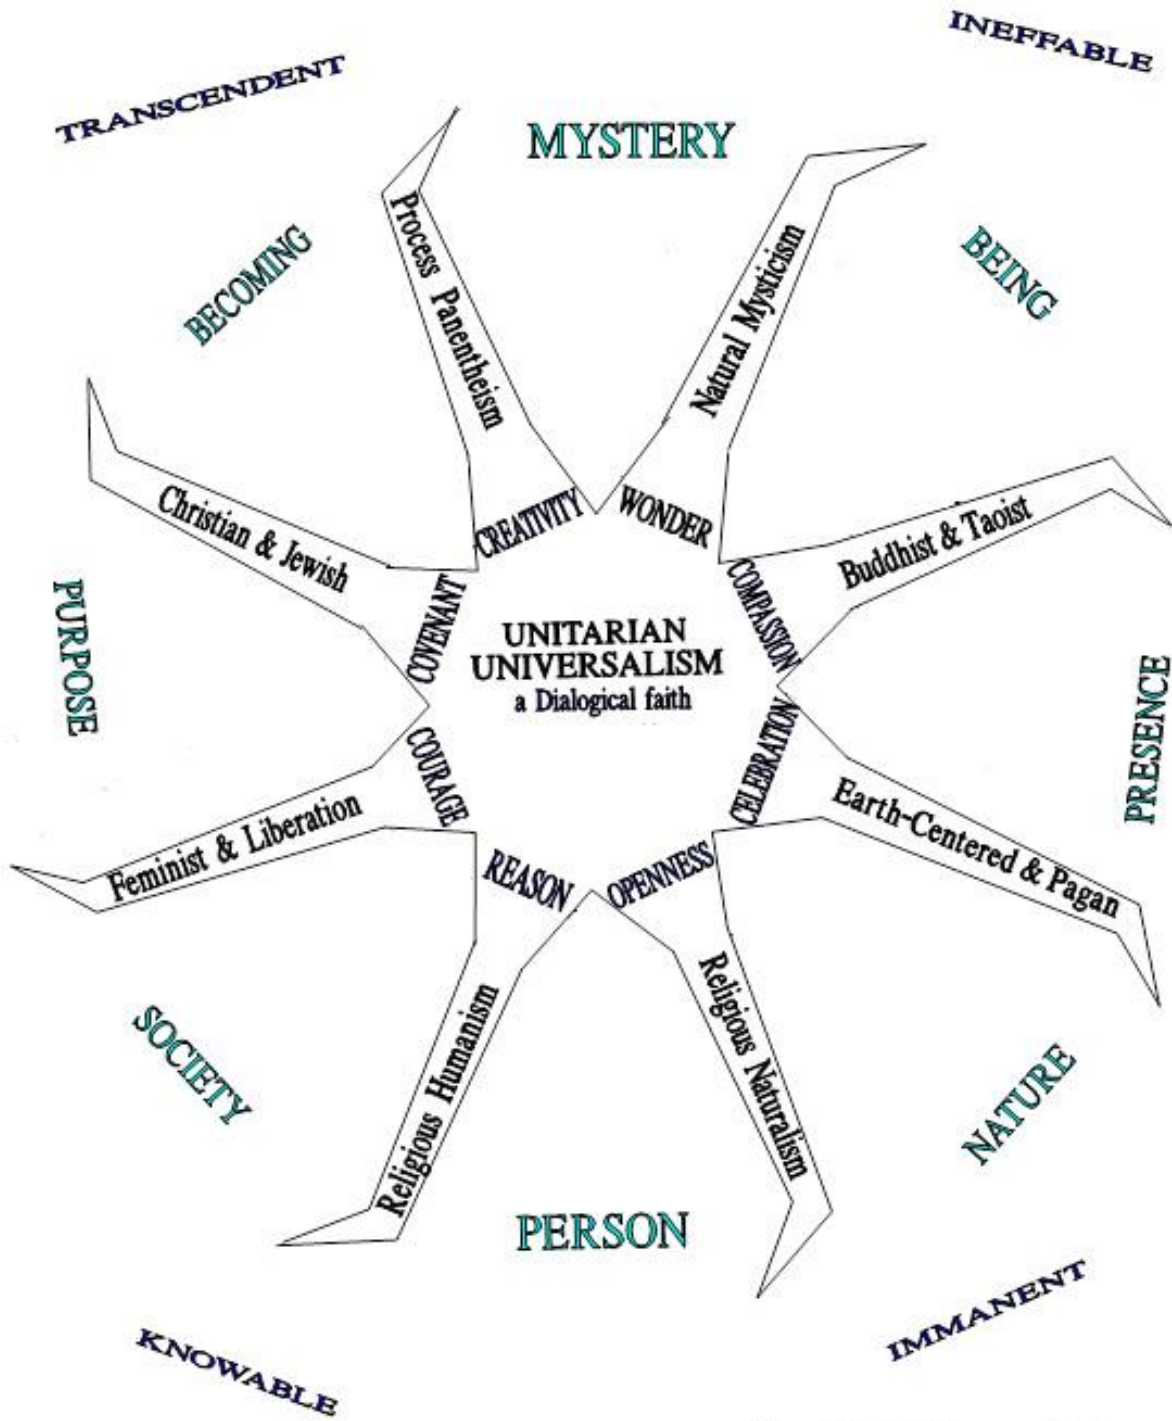 INEFFABLE
TRANSCENDENT
MYSTERY
BECOMING
BEING
Process Panentheism
Natural Mysticism
Christian & Jewish
Buddhist & Taoist
CREATIVITY
WONDER
COVENANT
COMPASSION
UNITARIAN
UNIVERSALISM
a Dialogical faith
PURPOSE
PRESENCE
COURAGE
CELEBRATION
Feminist & Liberation
Earth-Centered & Pagan
REASON
OPENNESS
Religious Humanism
Religious Naturalism
SOCIETY
NATURE
PERSON
KNOWABLE
IMMANENT